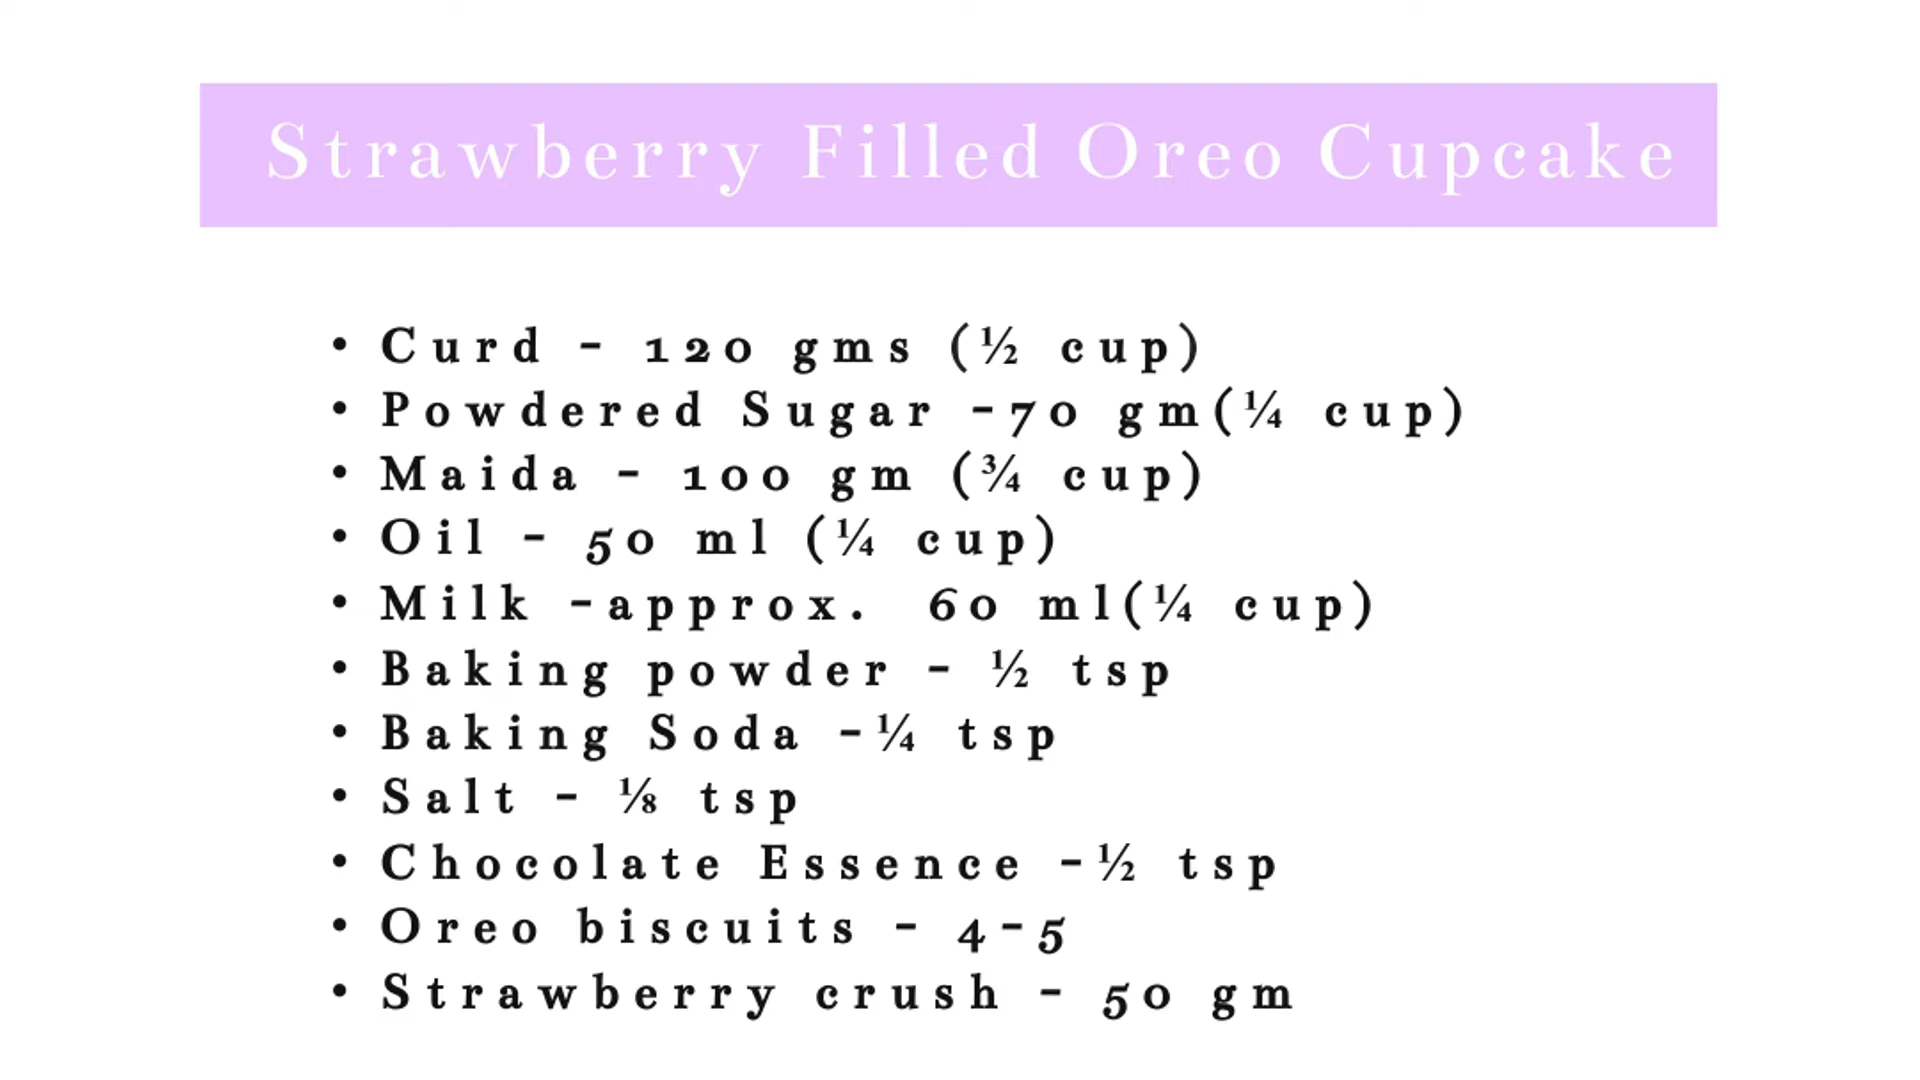 Strawberry Filled Oreo Cupcake
• Curd - 120 gms (½ cup)
• Powdered Sugar -70 gm(¼ cup)
• Maida - 100 gm (¾ cup)
• Oil - 50 ml (¼ cup)
• Milk -approx. 60 ml(¼ cup)
• Baking powder - ½ tsp
• Baking Soda -¼ tsp
• Salt - ⅛ tsp
• Chocolate Essence -½ tsp
• Oreo biscuits - 4-5
• Strawberry crush - 50 gm